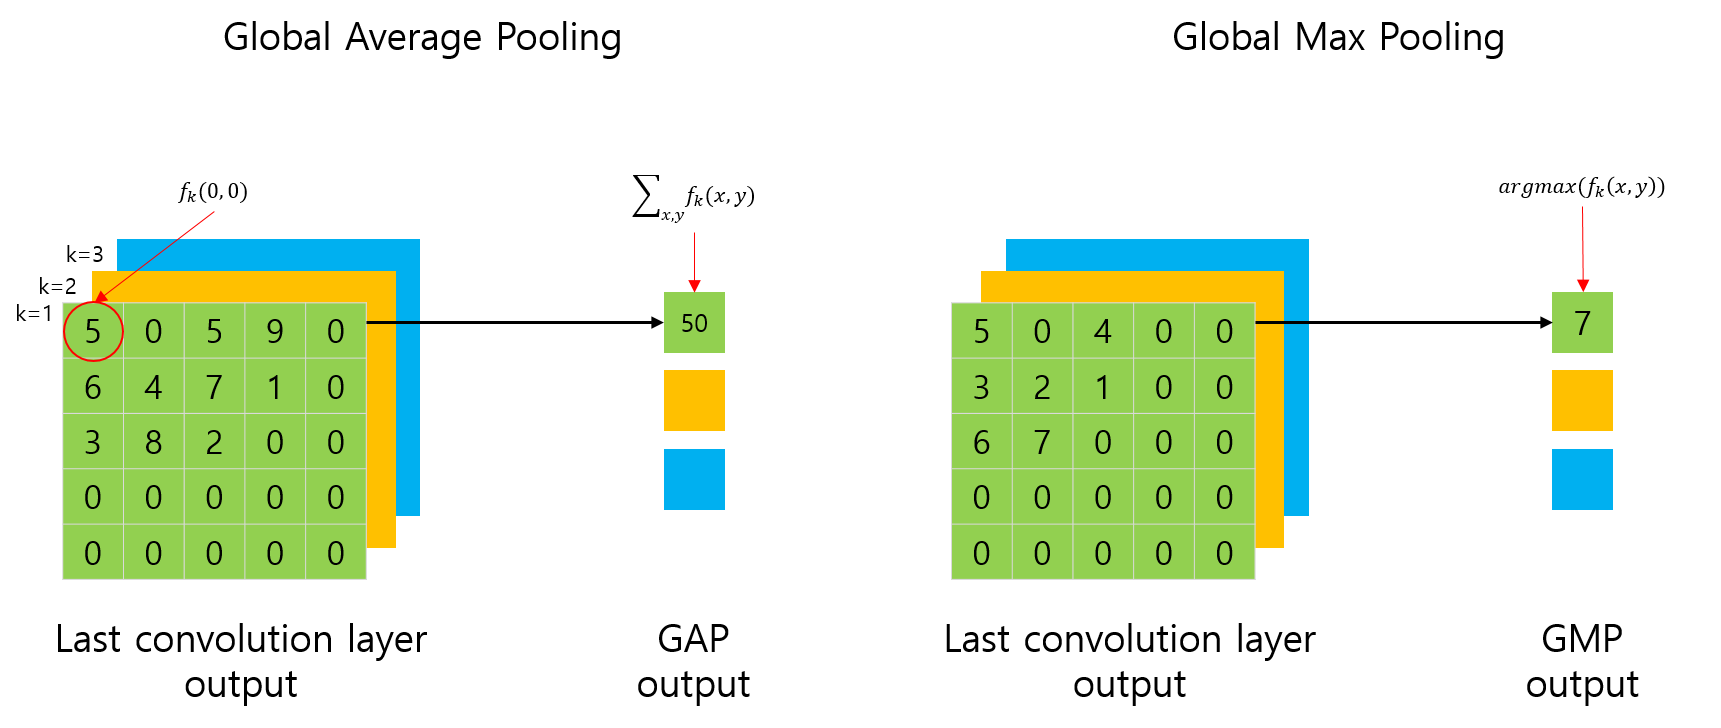 Global Average Pooling
Global Max Pooling
f_k(0, 0)
∑_{x,y} f_k(x, y)
argmax(f_k(x, y))
k=3
k=2
k=1
5 0 5 9 0
6 4 7 1 0
3 8 2 0 0
0 0 0 0 0
0 0 0 0 0
50
5 0 4 0 0
3 2 1 0 0
6 7 0 0 0
0 0 0 0 0
0 0 0 0 0
7
Last convolution layer
output
GAP
output
Last convolution layer
output
GMP
output